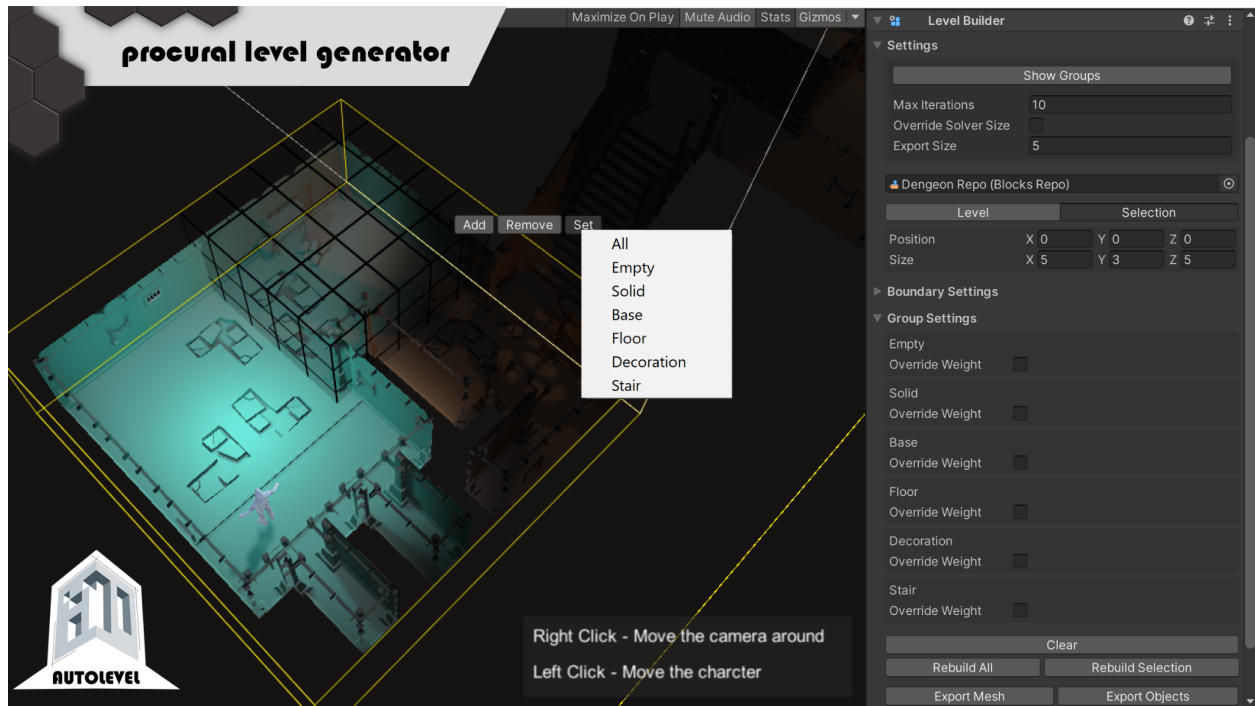 procural level generator
Maximize On Play Mute Audio Stats Gizmos
Add Remove Set
All
Empty
Solid
Base
Floor
Decoration
Stair
Right Click - Move the camera around
Left Click - Move the charcter
AUTOLEVEL
Level Builder
Settings
Show Groups
Max Iterations 10
Override Solver Size
Export Size 5
Dengeon Repo (Blocks Repo)
Level Selection
Position X 0 Y 0 Z 0
Size X 5 Y 3 Z 5
Boundary Settings
Group Settings
Empty
Override Weight
Solid
Override Weight
Base
Override Weight
Floor
Override Weight
Decoration
Override Weight
Stair
Override Weight
Clear
Rebuild All Rebuild Selection
Export Mesh Export Objects